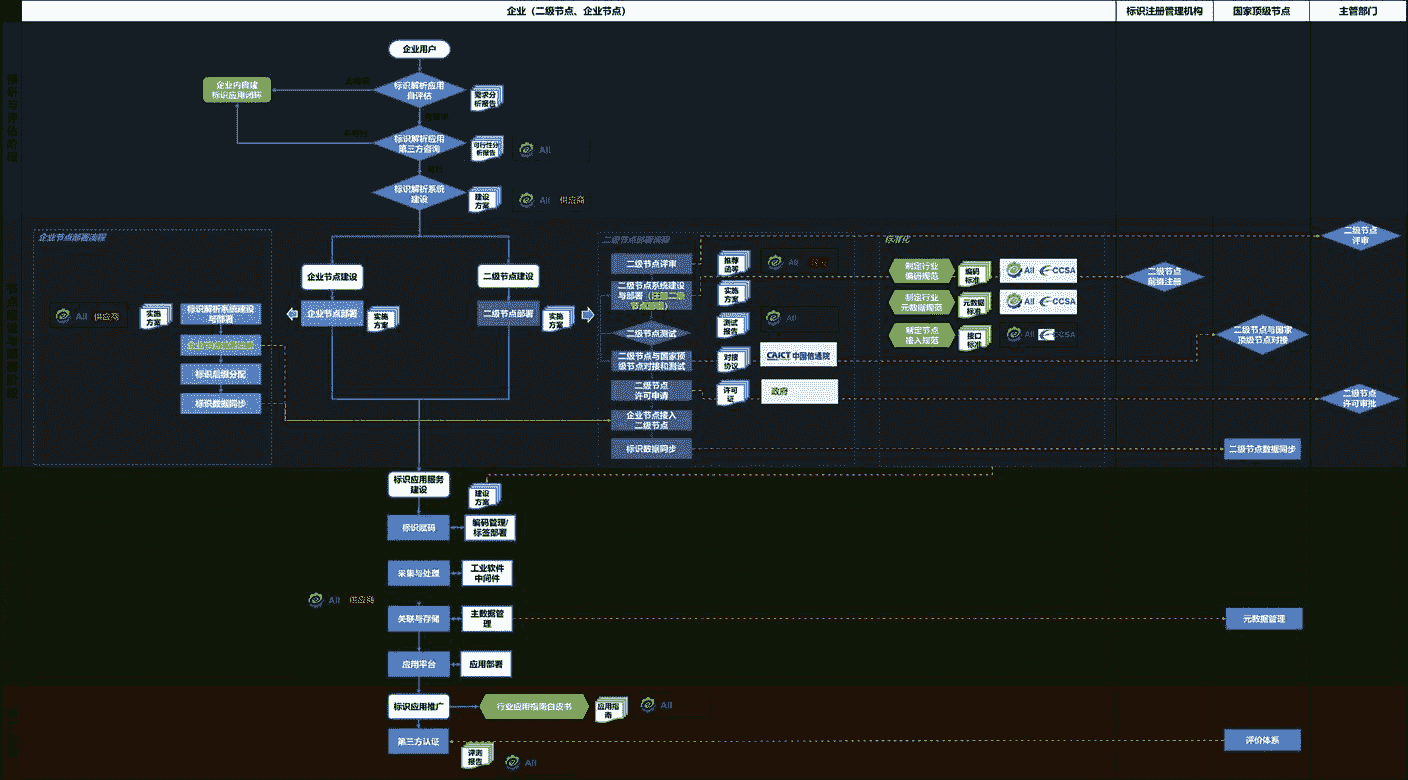 企业（二级节点、企业节点）
标识注册管理机构
国家顶级节点
主管部门
企业用户
企业内自建
标识应用闭环
标识解析应用
自评估
需求分
析报告
标识解析应用
第三方咨询
可行性分
析报告
AII
标识解析系统
建设
建设
方案
AII 供应商
企业节点部署流程
二级节点部署流程
标准化
二级节点
评审
企业节点建设
二级节点建设
二级节点评审
推荐
函等
AII
制定行业
编码规范
编码
标准
AII CCSA
二级节点
前缀注册
AII 供应商
实施
方案
标识解析系统建设
与部署
企业节点部署
实施
方案
二级节点部署
实施
方案
二级节点系统建设
与部署（注册二级
节点前缀）
实施
方案
制定行业
元数据规范
元数据
标准
AII CCSA
二级节点测试
测试
报告
AII
制定节点
接入规范
接口
标准
AII CCSA
二级节点与国家
顶级节点对接
标识后缀分配
二级节点与国家顶
级节点对接和测试
对接
协议
CAICT 中国信通院
标识数据同步
二级节点
许可申请
许可
证
政府
二级节点
许可审批
企业节点接入
二级节点
标识数据同步
二级节点数据同步
标识应用服务
建设
建设
方案
标识赋码
编码管理/
标签部署
采集与处理
工业软件
中间件
AII 供应商
关联与存储
主数据管
理
元数据管理
应用平台
应用部署
标识应用推广
行业应用指南白皮书
应用指
南
AII
第三方认证
评测
报告
AII
评价体系